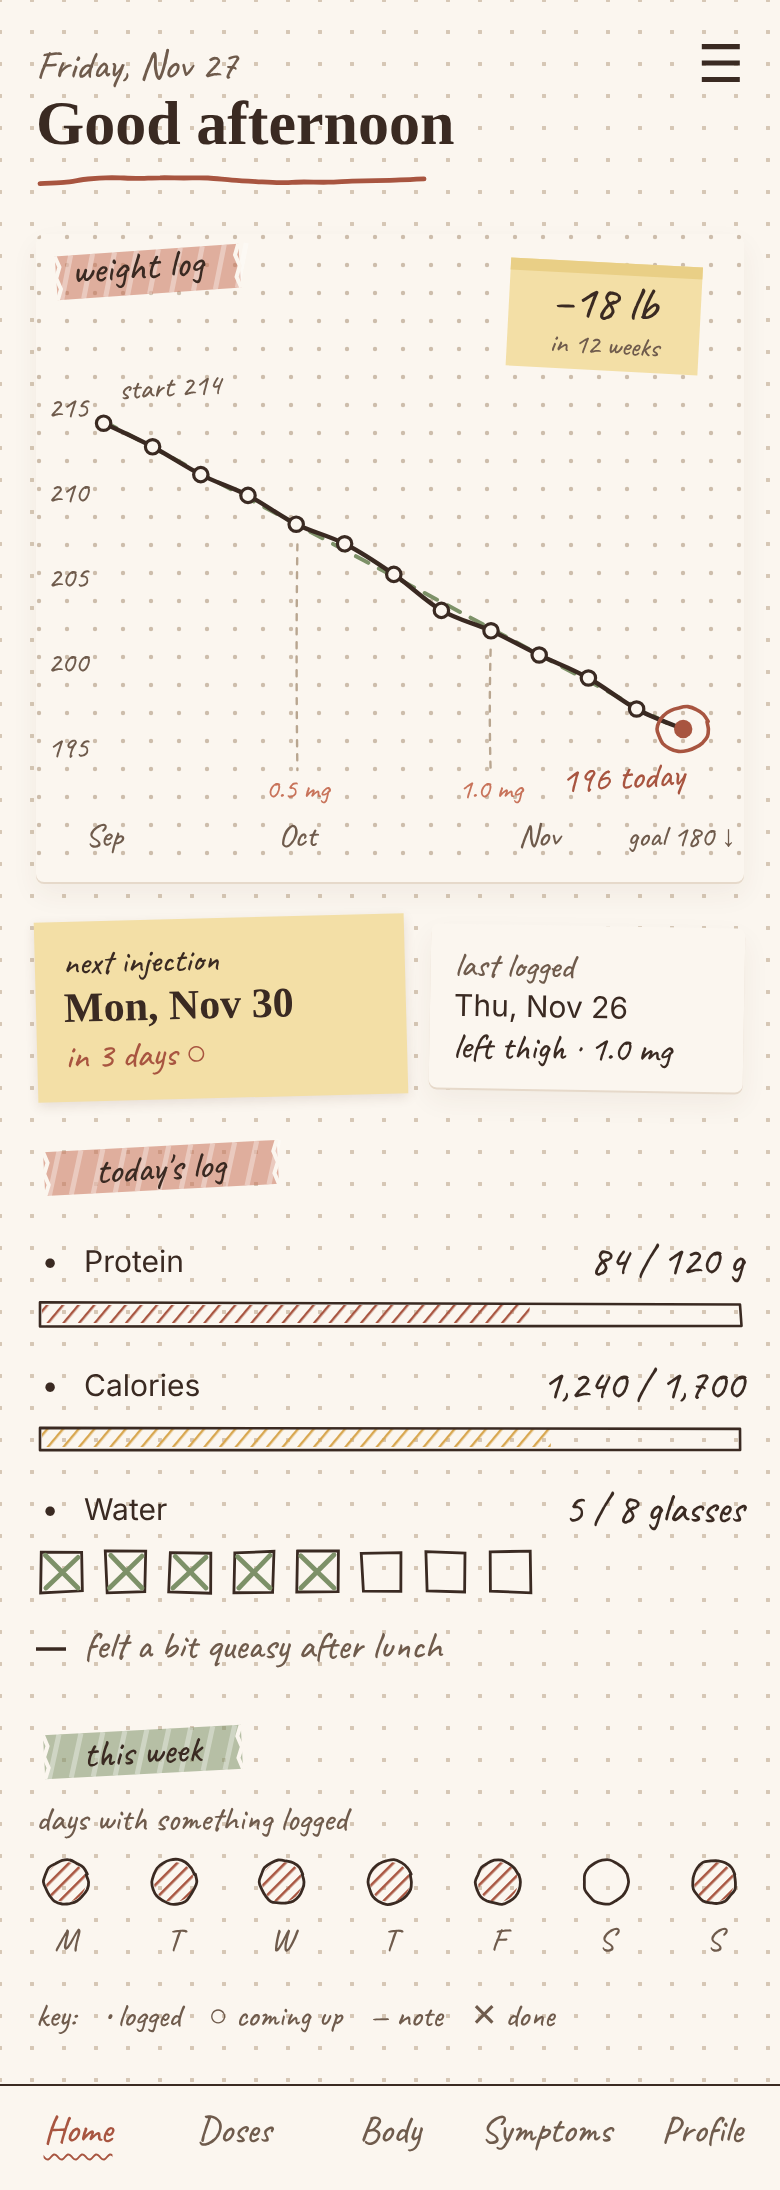 Friday, Nov 27
Good afternoon
weight log
–18 lb
in 12 weeks
start 214
215
210
205
200
195
0.5 mg
1.0 mg
196 today
Sep
Oct
Nov
goal 180 ↓
next injection
Mon, Nov 30
in 3 days ○
last logged
Thu, Nov 26
left thigh · 1.0 mg
today's log
• Protein 84 / 120 g
• Calories 1,240 / 1,700
• Water 5 / 8 glasses
— felt a bit queasy after lunch
this week
days with something logged
M T W T F S S
key: · logged ○ coming up – note ✕ done
Home Doses Body Symptoms Profile